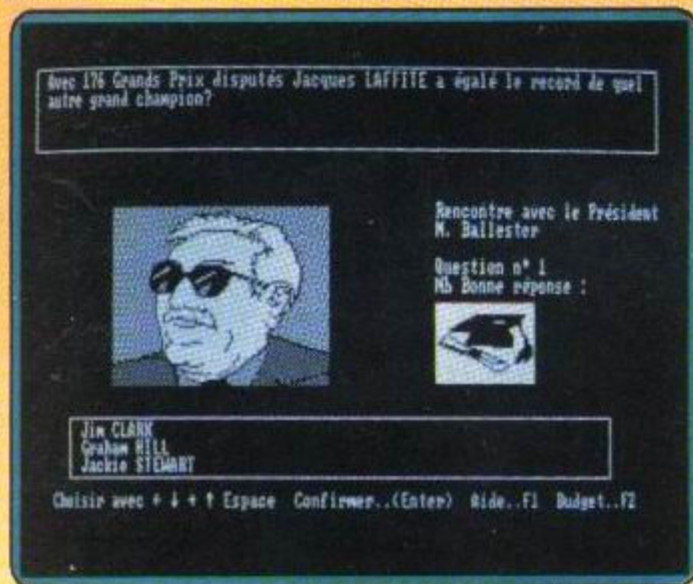 Avec 176 Grands Prix disputés Jacques LAFFITE a égalé le record de quel
autre grand champion?
Rencontre avec le Président
M. Ballester
Question n° 1
Nb Bonne réponse :
Jim CLARK
Graham HILL
Jackie STEWART
Choisir avec ← ↓ → ↑ Espace Confirmer..(Enter) Aide..F1 Budget..F2